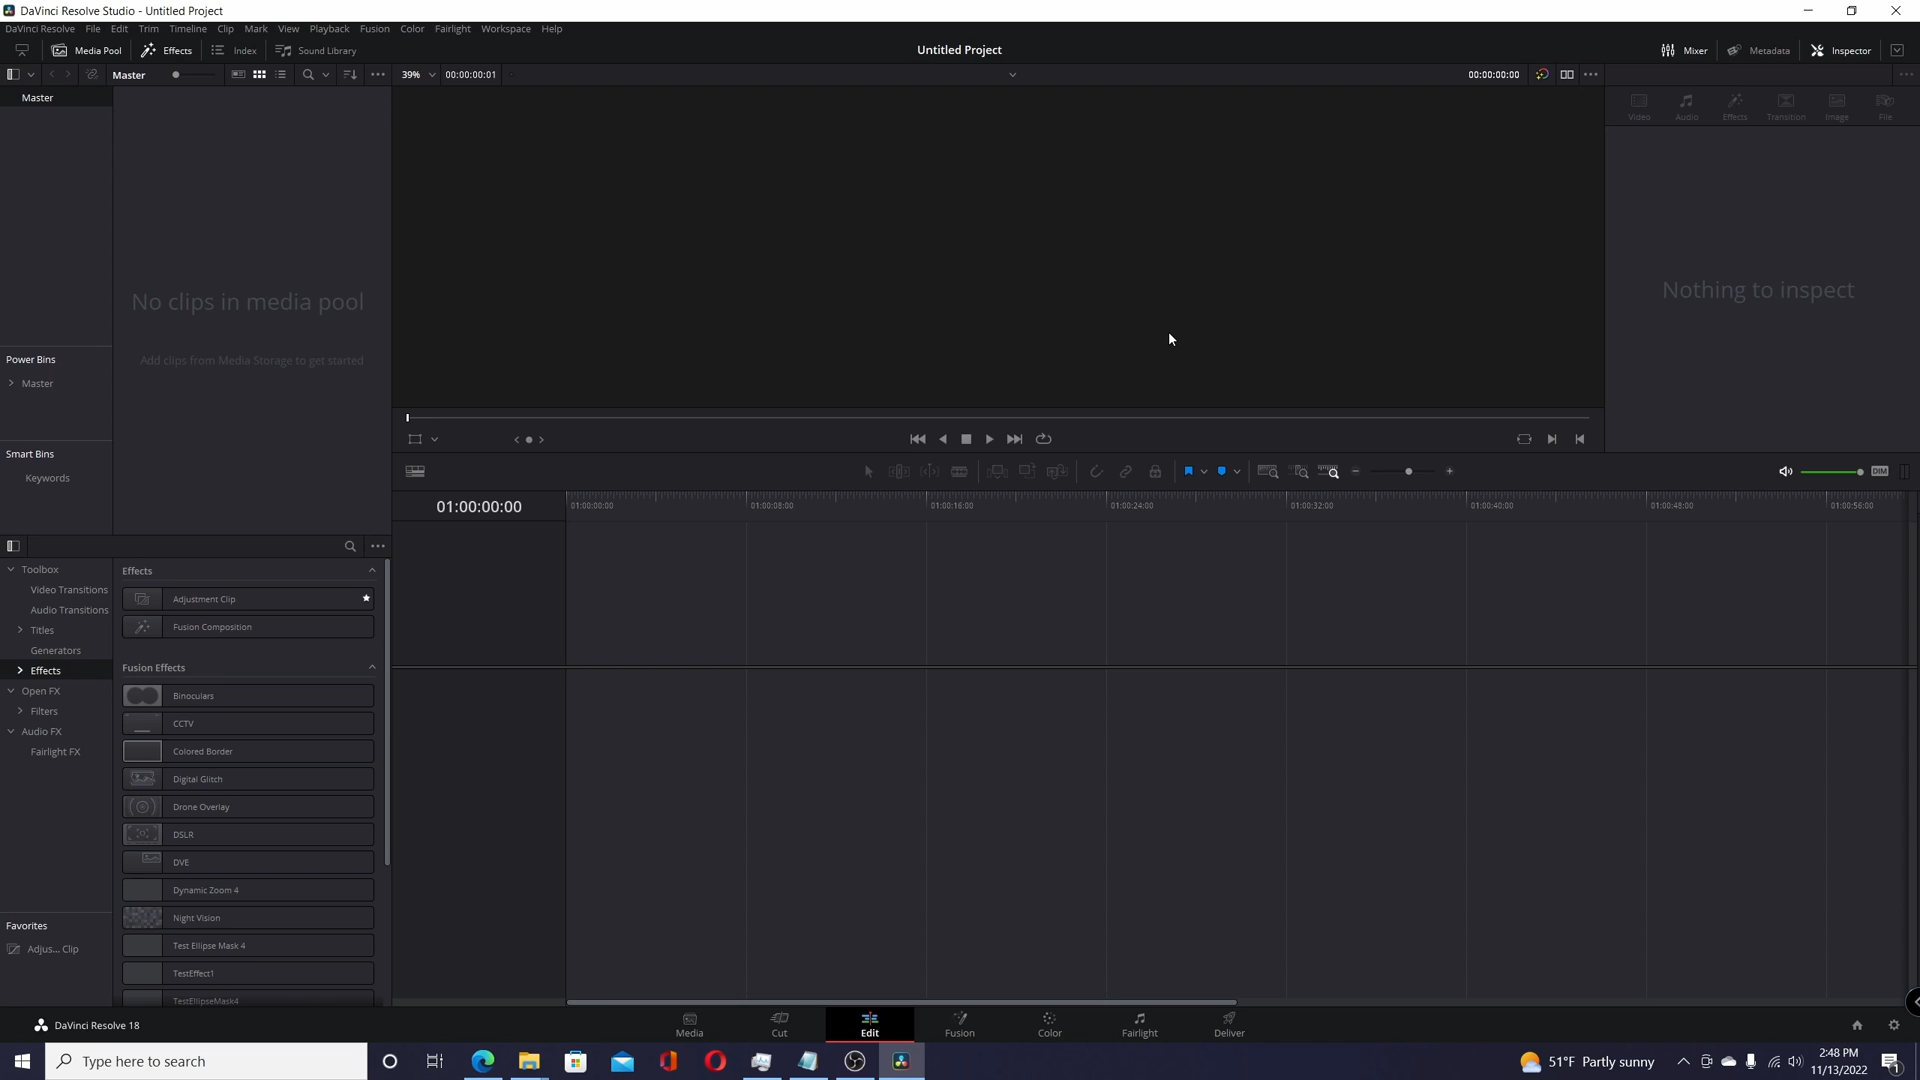 DaVinci Resolve Studio - Untitled Project
DaVinci Resolve File Edit Trim Timeline Clip Mark View Playback Fusion Color Fairlight Workspace Help
Media Pool Effects Index Sound Library Untitled Project Mixer Metadata Inspector
Master 39% 00:00:00:01 00:00:00:00
Master
Video Audio Effects Transition Image File
No clips in media pool
Add clips from Media Storage to get started
Nothing to inspect
Power Bins
Master
Smart Bins
Keywords
DIM
01:00:00:00 01:00:00:00 01:00:08:00 01:00:16:00 01:00:24:00 01:00:32:00 01:00:40:00 01:00:48:00 01:00:56:00
Toolbox
Video Transitions
Audio Transitions
Titles
Generators
Effects
Open FX
Filters
Audio FX
Fairlight FX
Favorites
Adjus... Clip
Effects
Adjustment Clip
Fusion Composition
Fusion Effects
Binoculars
CCTV
Colored Border
Digital Glitch
Drone Overlay
DSLR
DVE
Dynamic Zoom 4
Night Vision
Test Ellipse Mask 4
TestEffect1
TestEllipseMask4
DaVinci Resolve 18 Media Cut Edit Fusion Color Fairlight Deliver
Type here to search
51°F Partly sunny
2:48 PM
11/13/2022
1